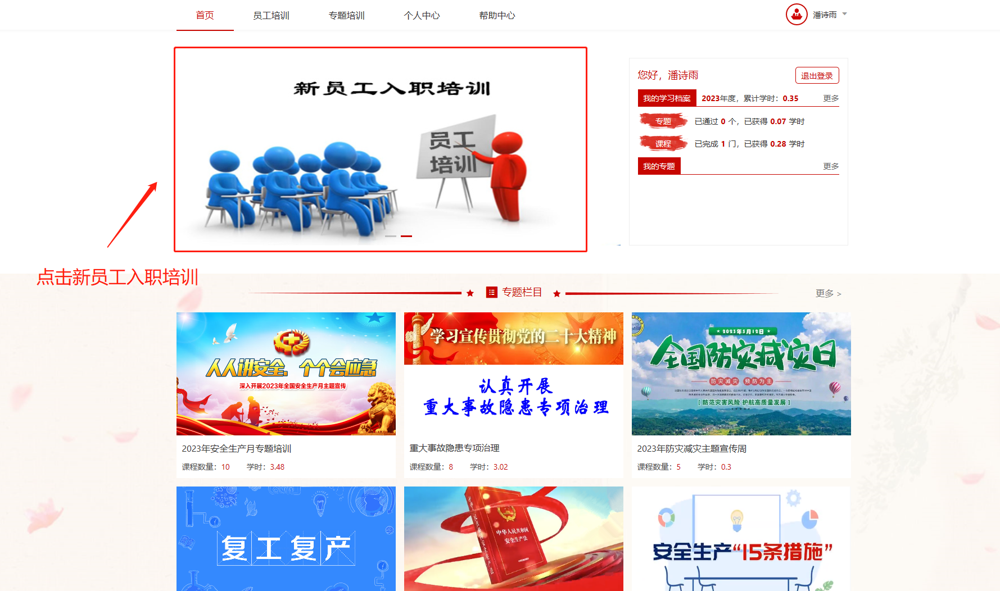 首页 员工培训 专题培训 个人中心 帮助中心 潘诗雨
新员工入职培训
员工
培训
点击新员工入职培训
您好，潘诗雨 退出登录
我的学习档案 2023年度，累计学时：0.35 更多
专题 已通过 0 个，已获得 0.07 学时
课程 已完成 1 门，已获得 0.28 学时
我的专题 更多
专题栏目 更多 >
人人讲安全、个个会应急
深入开展2023年全国安全生产月主题宣传
2023年安全生产月专题培训
课程数量：10 学时：3.48
学习宣传贯彻党的二十大精神
认真开展
重大事故隐患专项治理
重大事故隐患专项治理
课程数量：8 学时：3.02
2023年5月12日
全国防灾减灾日
防灾减灾 预防为主
[ 防范灾害风险 护航高质量发展 ]
2023年防灾减灾主题宣传周
课程数量：5 学时：0.3
复工复产
中华人民共和国
安全生产法
安全生产“15条措施”